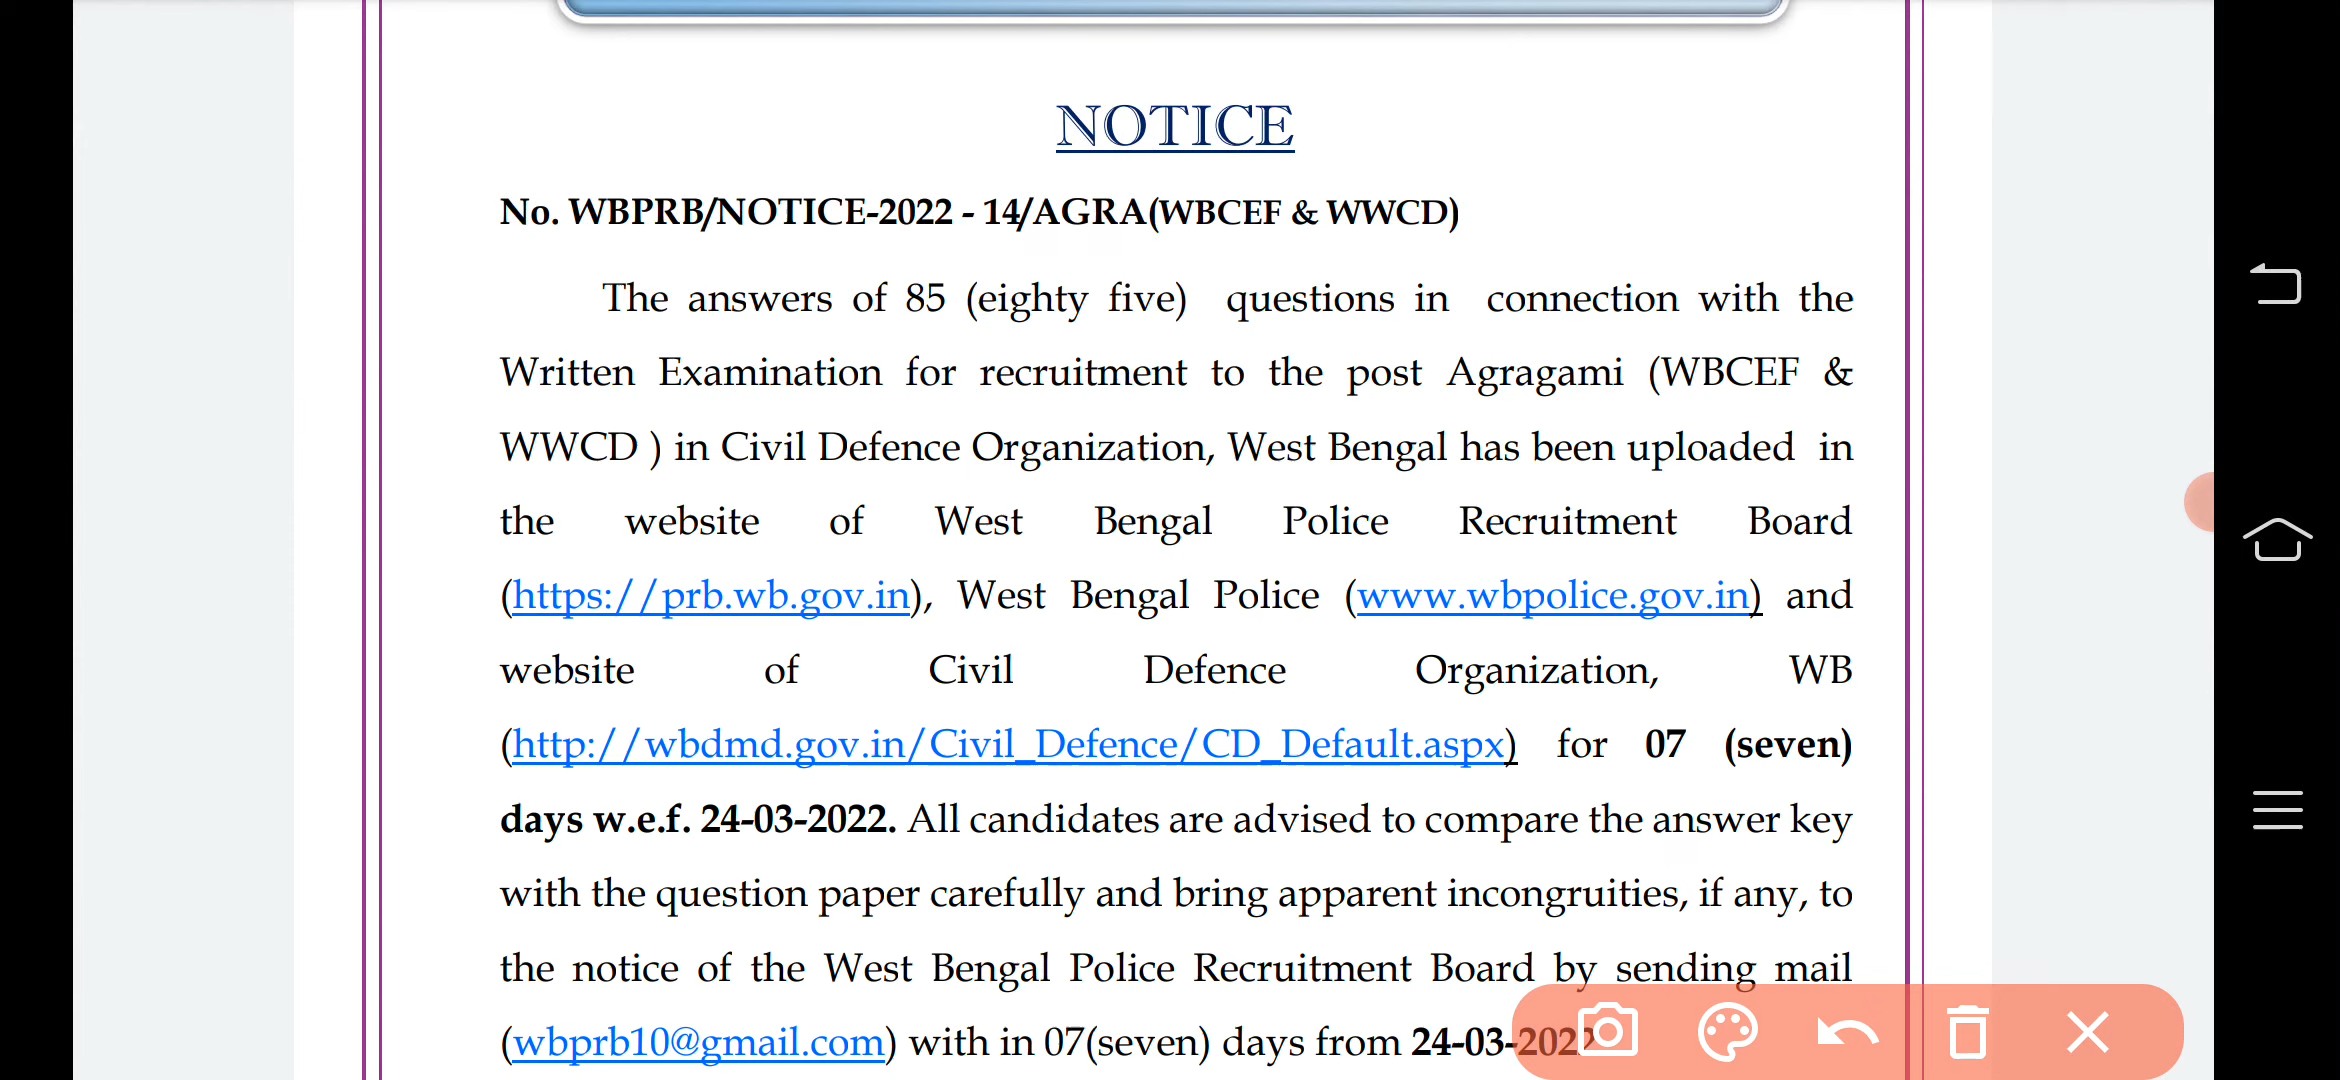 NOTICE
No. WBPRB/NOTICE-2022 - 14/AGRA(WBCEF & WWCD)
The answers of 85 (eighty five) questions in connection with the
Written Examination for recruitment to the post Agragami (WBCEF &
WWCD ) in Civil Defence Organization, West Bengal has been uploaded in
the website of West Bengal Police Recruitment Board
(https://prb.wb.gov.in), West Bengal Police (www.wbpolice.gov.in) and
website of Civil Defence Organization, WB
(http://wbdmd.gov.in/Civil_Defence/CD_Default.aspx) for 07 (seven)
days w.e.f. 24-03-2022. All candidates are advised to compare the answer key
with the question paper carefully and bring apparent incongruities, if any, to
the notice of the West Bengal Police Recruitment Board by sending mail
(wbprb10@gmail.com) with in 07(seven) days from 24-03-2022